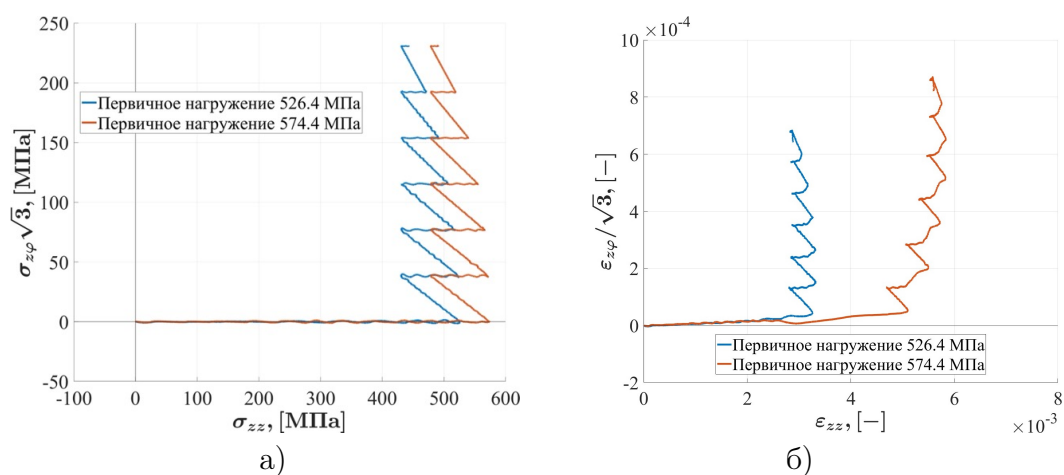 250
200
150
100
50
0
-50
-100
0
100
200
300
400
500
600
σzφ√3, [МПа]
σzz, [МПа]
Первичное нагружение 526.4 МПа
Первичное нагружение 574.4 МПа
а)
×10⁻⁴
10
8
6
4
2
0
-2
0
2
4
6
8
×10⁻³
εzφ/√3, [−]
εzz, [−]
Первичное нагружение 526.4 МПа
Первичное нагружение 574.4 МПа
б)